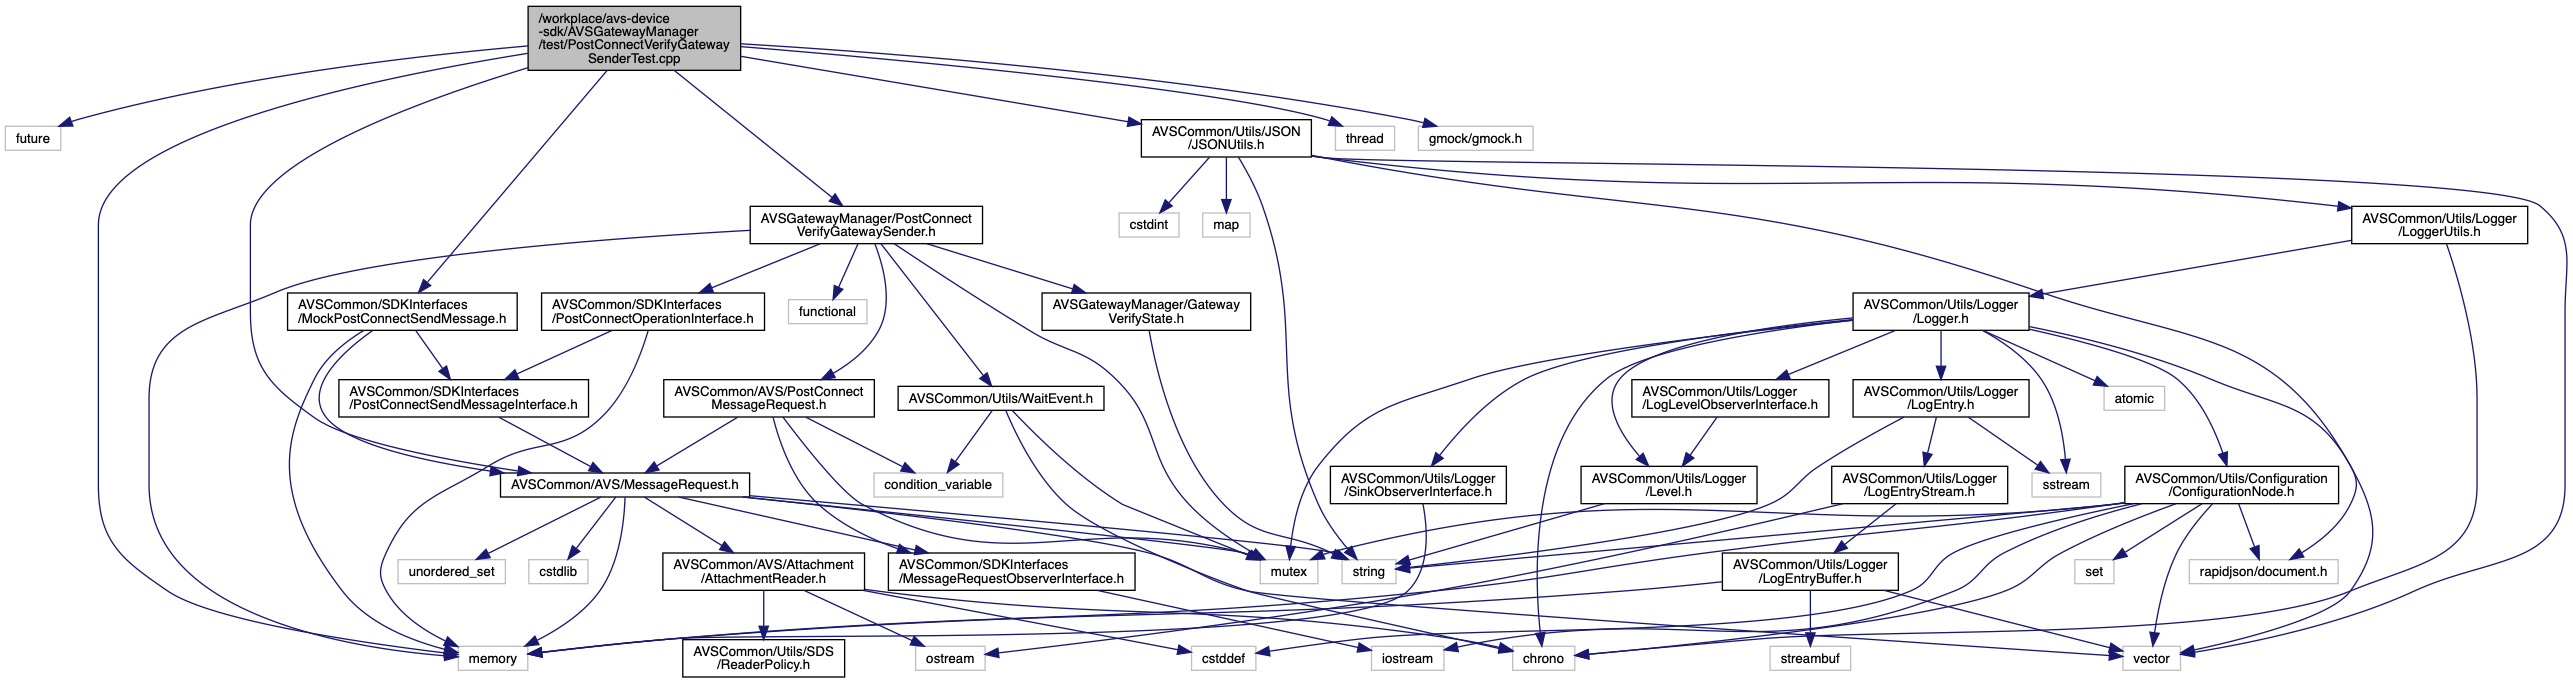 /workplace/avs-device
-sdk/AVSGatewayManager
/test/PostConnectVerifyGateway
SenderTest.cpp
future
AVSCommon/Utils/JSON
/JSONUtils.h
thread
gmock/gmock.h
AVSGatewayManager/PostConnect
VerifyGatewaySender.h
cstdint
map
AVSCommon/Utils/Logger
/LoggerUtils.h
AVSCommon/SDKInterfaces
/MockPostConnectSendMessage.h
AVSCommon/SDKInterfaces
/PostConnectOperationInterface.h
functional
AVSGatewayManager/Gateway
VerifyState.h
AVSCommon/Utils/Logger
/Logger.h
AVSCommon/SDKInterfaces
/PostConnectSendMessageInterface.h
AVSCommon/AVS/PostConnect
MessageRequest.h
AVSCommon/Utils/WaitEvent.h
AVSCommon/Utils/Logger
/LogLevelObserverInterface.h
AVSCommon/Utils/Logger
/LogEntry.h
atomic
AVSCommon/AVS/MessageRequest.h
condition_variable
AVSCommon/Utils/Logger
/SinkObserverInterface.h
AVSCommon/Utils/Logger
/Level.h
AVSCommon/Utils/Logger
/LogEntryStream.h
sstream
AVSCommon/Utils/Configuration
/ConfigurationNode.h
unordered_set
cstdlib
AVSCommon/AVS/Attachment
/AttachmentReader.h
AVSCommon/SDKInterfaces
/MessageRequestObserverInterface.h
mutex
string
AVSCommon/Utils/Logger
/LogEntryBuffer.h
set
rapidjson/document.h
memory
AVSCommon/Utils/SDS
/ReaderPolicy.h
ostream
cstddef
iostream
chrono
streambuf
vector